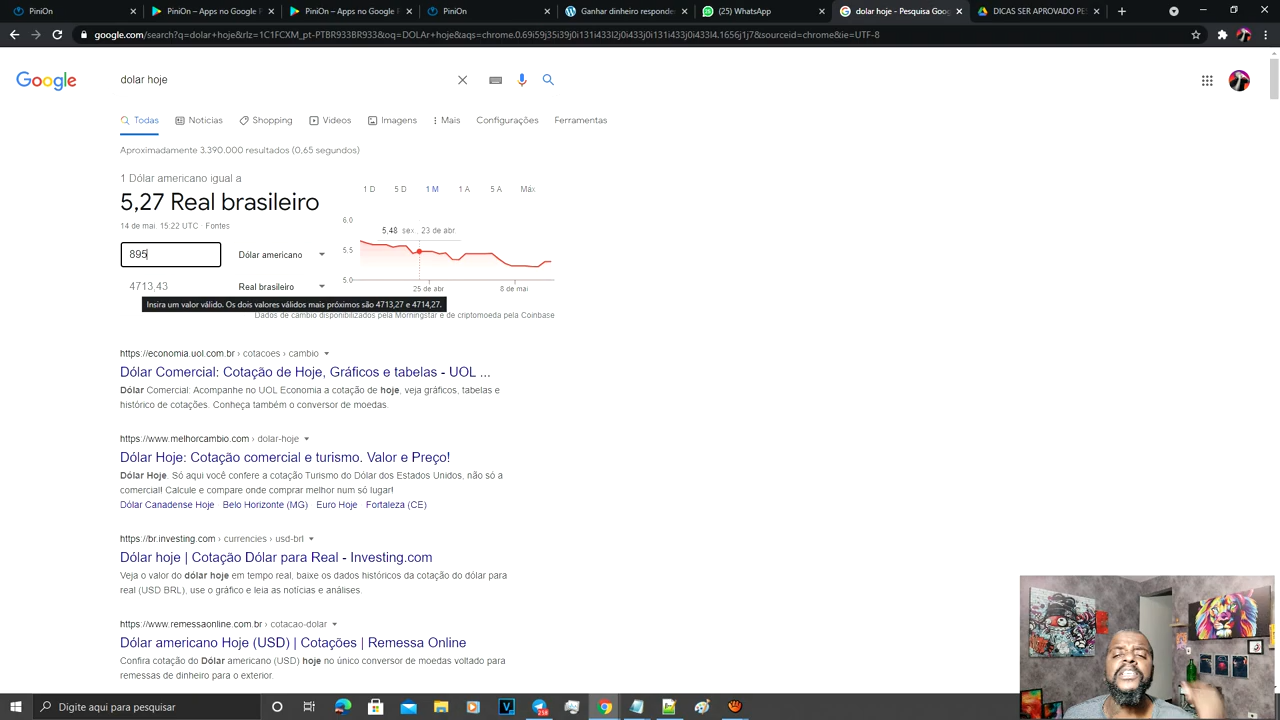 PiniOn
PiniOn no Google P
PiniOn no Google P
PiniOn
Ganhar dinheiro responden
(25) WhatsApp
dolar hoje - Pesquisa Goog
DICAS SER APROVADO PES
google.com/search?q=dolar+hoje&rlz=1C1FCXM_pt-PTBR933BR933&oq=DOLAr+hoje&aqs=chrome.0.69i59j35i39j0i131i433l2j0i433j0i131i433j0i433l4.1656j1j7&sourceid=chrome&ie=UTF-8
Google
dolar hoje
Todas
Notícias
Shopping
Vídeos
Imagens
Mais
Configurações
Ferramentas
Aproximadamente 3.390.000 resultados (0,65 segundos)
1 Dólar americano igual a
5,27 Real brasileiro
14 de mai. 15:22 UTC · Fontes
895
Dólar americano
4713,43
Real brasileiro
1 D
5 D
1 M
1 A
5 A
Máx.
6.0
5,48 sex., 23 de abr.
5,5
5.0
25 de abr
8 de mai
Insira um valor válido. Os dois valores válidos mais próximos são 4713,27 e 4714,27.
Dados de câmbio disponibilizados pela Morningstar e de criptomoeda pela Coinbase
https://economia.uol.com.br › cotacoes › cambio
Dólar Comercial: Cotação de Hoje, Gráficos e tabelas - UOL ...
Dólar Comercial: Acompanhe no UOL Economia a cotação de hoje, veja gráficos, tabelas e
histórico de cotações. Conheça também o conversor de moedas.
https://www.melhorcambio.com › dolar-hoje
Dólar Hoje: Cotação comercial e turismo. Valor e Preço!
Dólar Hoje. Só aqui você confere a cotação Turismo do Dólar dos Estados Unidos, não só a
comercial! Calcule e compare onde comprar melhor num só lugar!
Dólar Canadense Hoje
Belo Horizonte (MG)
Euro Hoje
Fortaleza (CE)
https://br.investing.com › currencies › usd-brl
Dólar hoje | Cotação Dólar para Real - Investing.com
Veja o valor do dólar hoje em tempo real, baixe os dados históricos da cotação do dólar para
real (USD BRL), use o gráfico e leia as notícias e análises.
https://www.remessaonline.com.br › cotacao-dolar
Dólar americano Hoje (USD) | Cotações | Remessa Online
Confira cotação do Dólar americano (USD) hoje no único conversor de moedas voltado para
remessas de dinheiro para o exterior.
Digite aqui para pesquisar